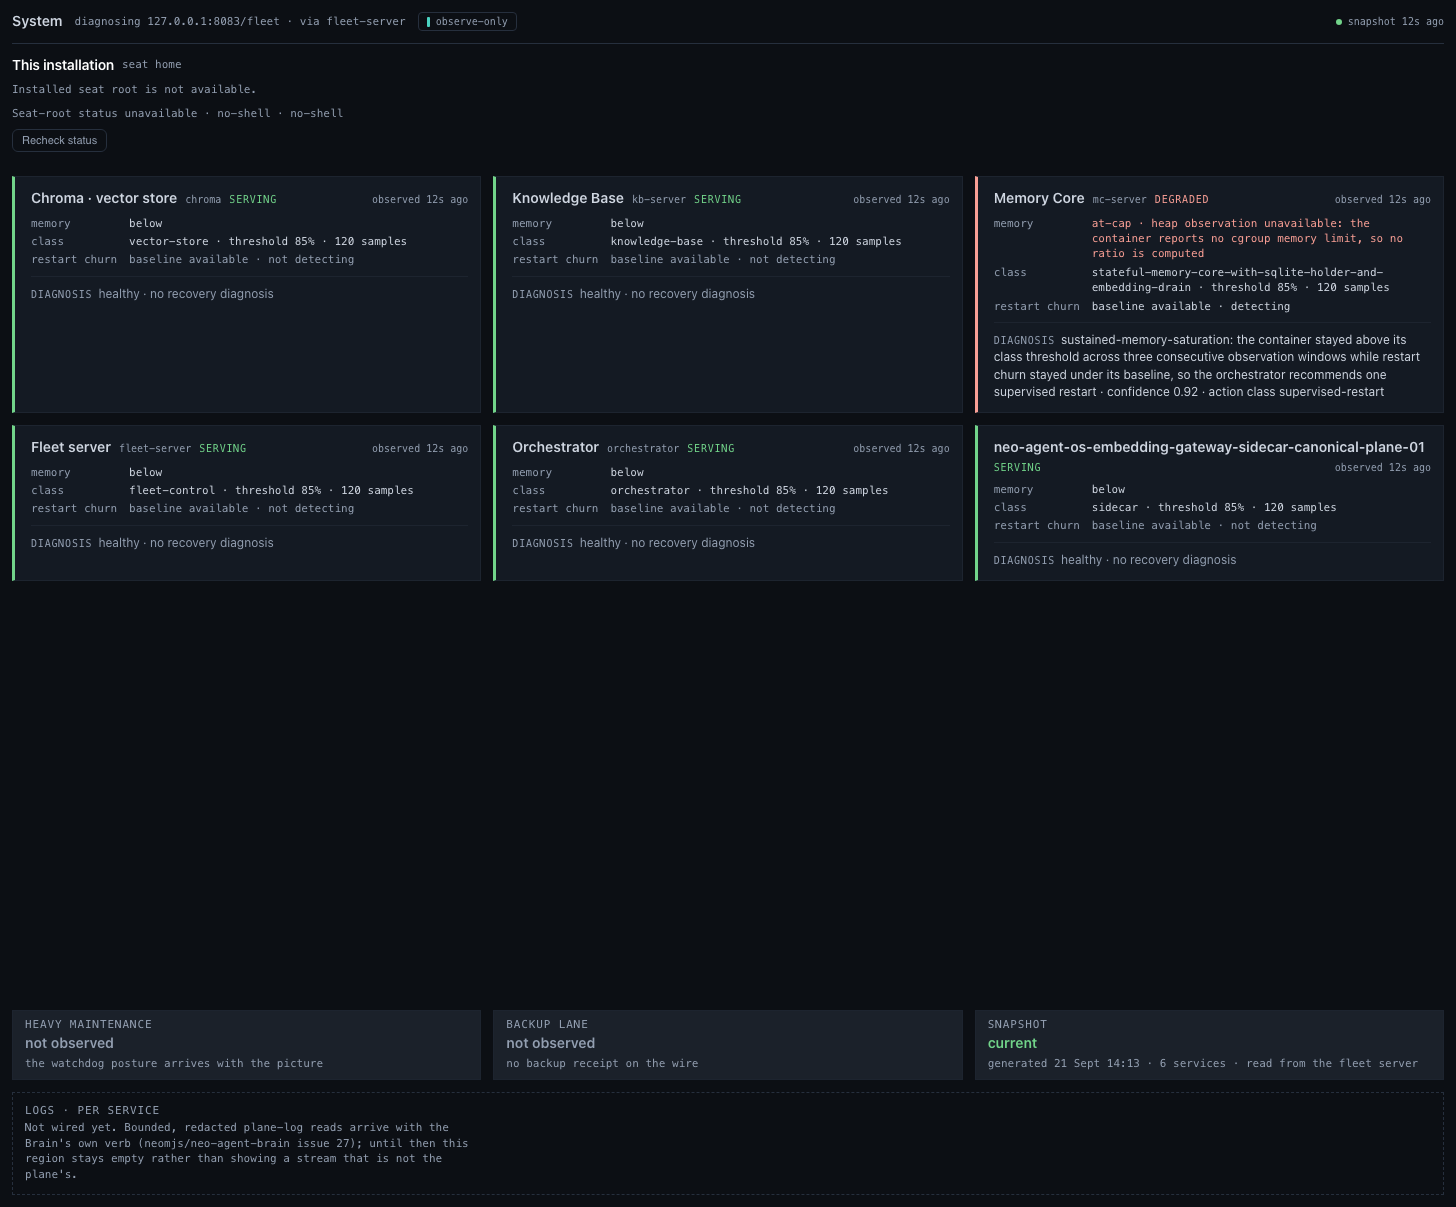 System diagnosing 127.0.0.1:8083/fleet · via fleet-server observe-only snapshot 12s ago
This installation seat home
Installed seat root is not available.
Seat-root status unavailable · no-shell · no-shell
Recheck status
Chroma · vector store chroma SERVING observed 12s ago
memory below
class vector-store · threshold 85% · 120 samples
restart churn baseline available · not detecting
DIAGNOSIS healthy · no recovery diagnosis
Knowledge Base kb-server SERVING observed 12s ago
memory below
class knowledge-base · threshold 85% · 120 samples
restart churn baseline available · not detecting
DIAGNOSIS healthy · no recovery diagnosis
Memory Core mc-server DEGRADED observed 12s ago
memory at-cap · heap observation unavailable: the
container reports no cgroup memory limit, so no
ratio is computed
class stateful-memory-core-with-sqlite-holder-and-
embedding-drain · threshold 85% · 120 samples
restart churn baseline available · detecting
DIAGNOSIS sustained-memory-saturation: the container stayed above its
class threshold across three consecutive observation windows while restart
churn stayed under its baseline, so the orchestrator recommends one
supervised restart · confidence 0.92 · action class supervised-restart
Fleet server fleet-server SERVING observed 12s ago
memory below
class fleet-control · threshold 85% · 120 samples
restart churn baseline available · not detecting
DIAGNOSIS healthy · no recovery diagnosis
Orchestrator orchestrator SERVING observed 12s ago
memory below
class orchestrator · threshold 85% · 120 samples
restart churn baseline available · not detecting
DIAGNOSIS healthy · no recovery diagnosis
neo-agent-os-embedding-gateway-sidecar-canonical-plane-01
SERVING observed 12s ago
memory below
class sidecar · threshold 85% · 120 samples
restart churn baseline available · not detecting
DIAGNOSIS healthy · no recovery diagnosis
HEAVY MAINTENANCE
not observed
the watchdog posture arrives with the picture
BACKUP LANE
not observed
no backup receipt on the wire
SNAPSHOT
current
generated 21 Sept 14:13 · 6 services · read from the fleet server
LOGS · PER SERVICE
Not wired yet. Bounded, redacted plane-log reads arrive with the
Brain's own verb (neomjs/neo-agent-brain issue 27); until then this
region stays empty rather than showing a stream that is not the
plane's.